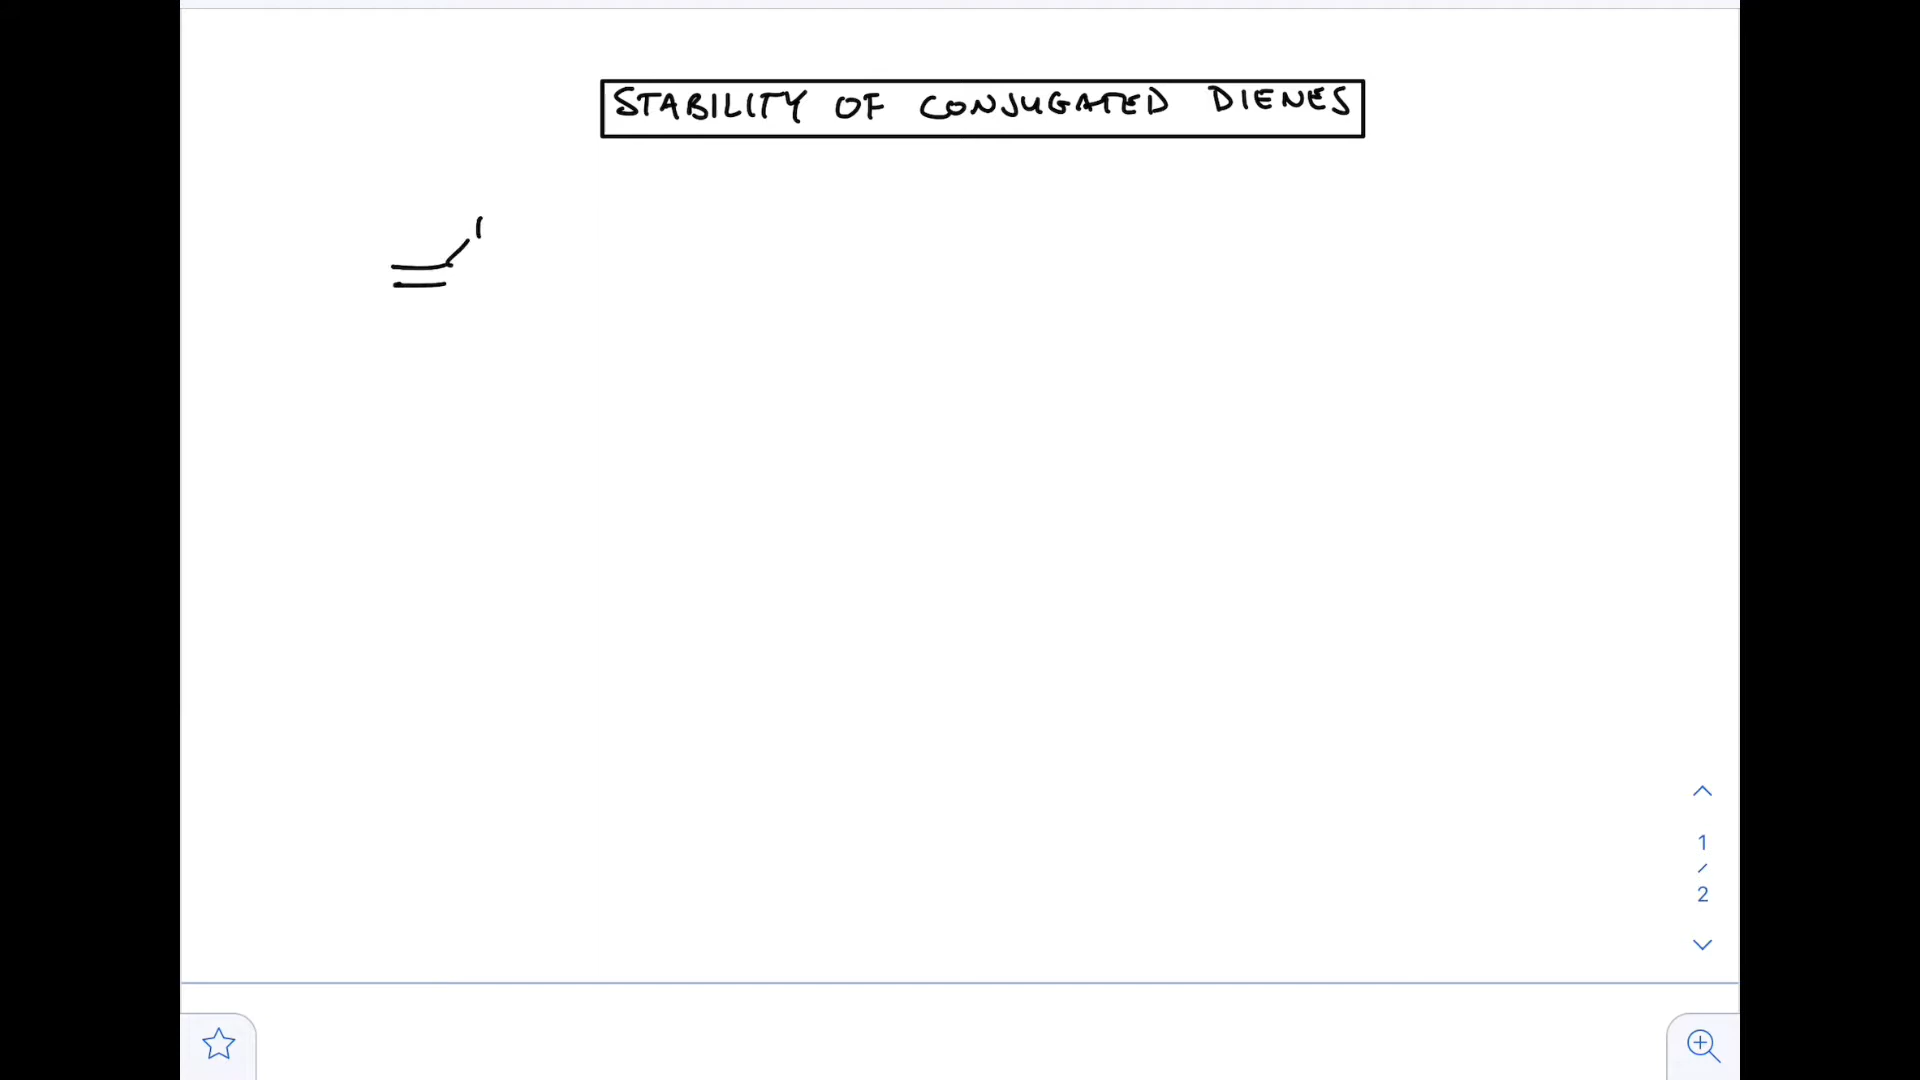 STABILITY OF CONJUGATED DIENES
1
/
2